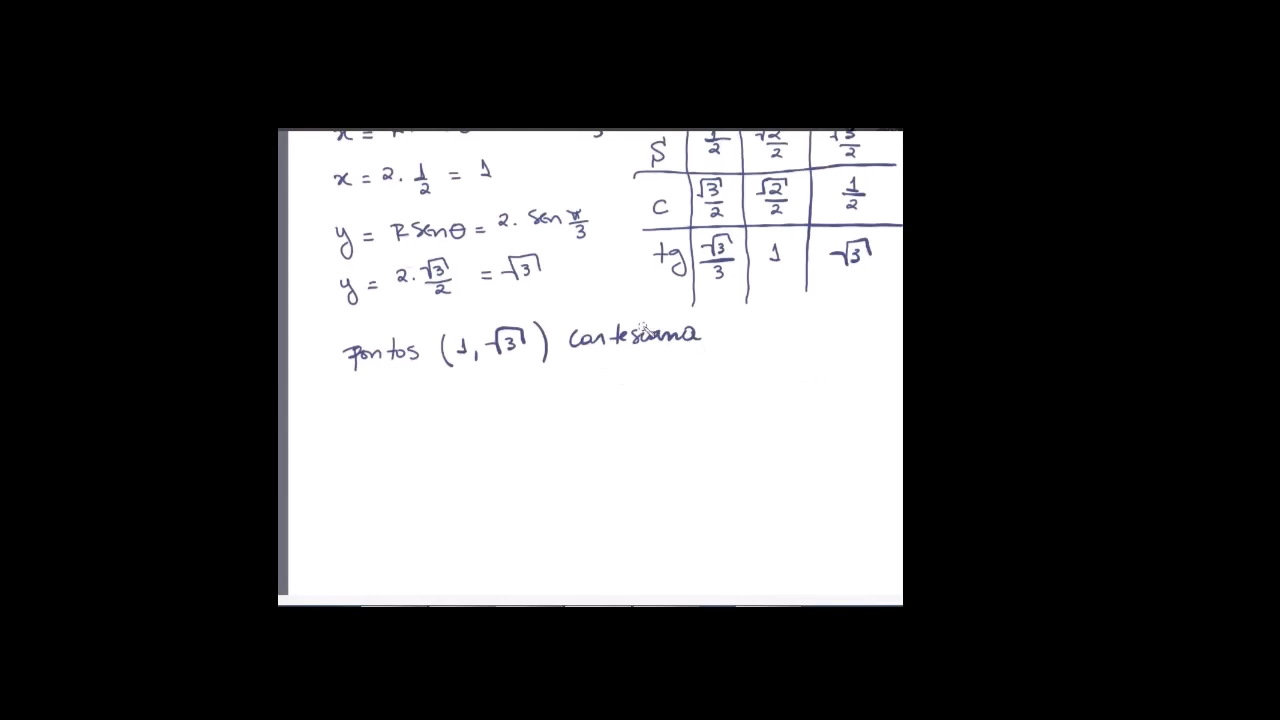 x =
x = 2 . 1/2 = 1
y = R sen θ = 2 . sen π/3
y = 2 . √3/2 = √3
pontos (1, √3) cartesiana
S 1/2 √2/2 √3/2
C √3/2 √2/2 1/2
tg √3/3 1 √3